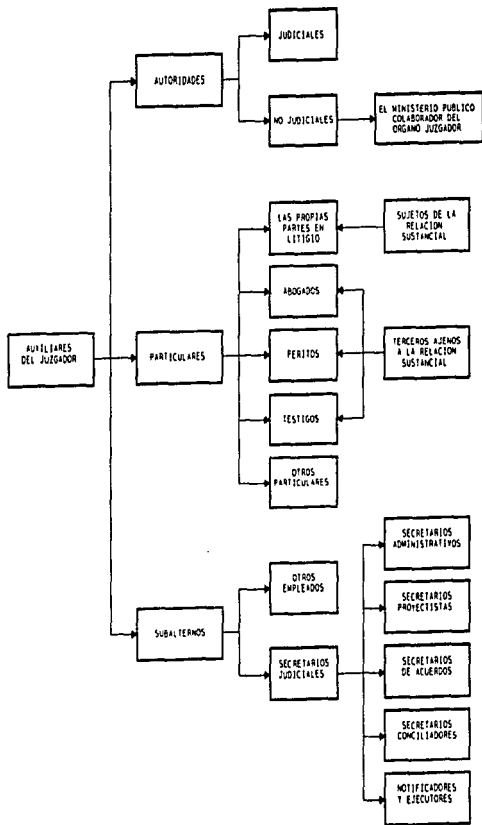 AUXILIARES
DEL JUZGADOR
AUTORIDADES
JUDICIALES
NO JUDICIALES
EL MINISTERIO PUBLICO
COLABORADOR DEL
ORGANO JUZGADOR
PARTICULARES
LAS PROPIAS
PARTES EN
LITIGIO
SUJETOS DE LA
RELACION
SUSTANCIAL
ABOGADOS
PERITOS
TERCEROS AJENOS
A LA RELACION
SUSTANCIAL
TESTIGOS
OTROS
PARTICULARES
SUBALTERNOS
OTROS
EMPLEADOS
SECRETARIOS
JUDICIALES
SECRETARIOS
ADMINISTRATIVOS
SECRETARIOS
PROYECTISTAS
SECRETARIOS
DE ACUERDOS
SECRETARIOS
CONCILIADORES
NOTIFICADORES
Y EJECUTORES